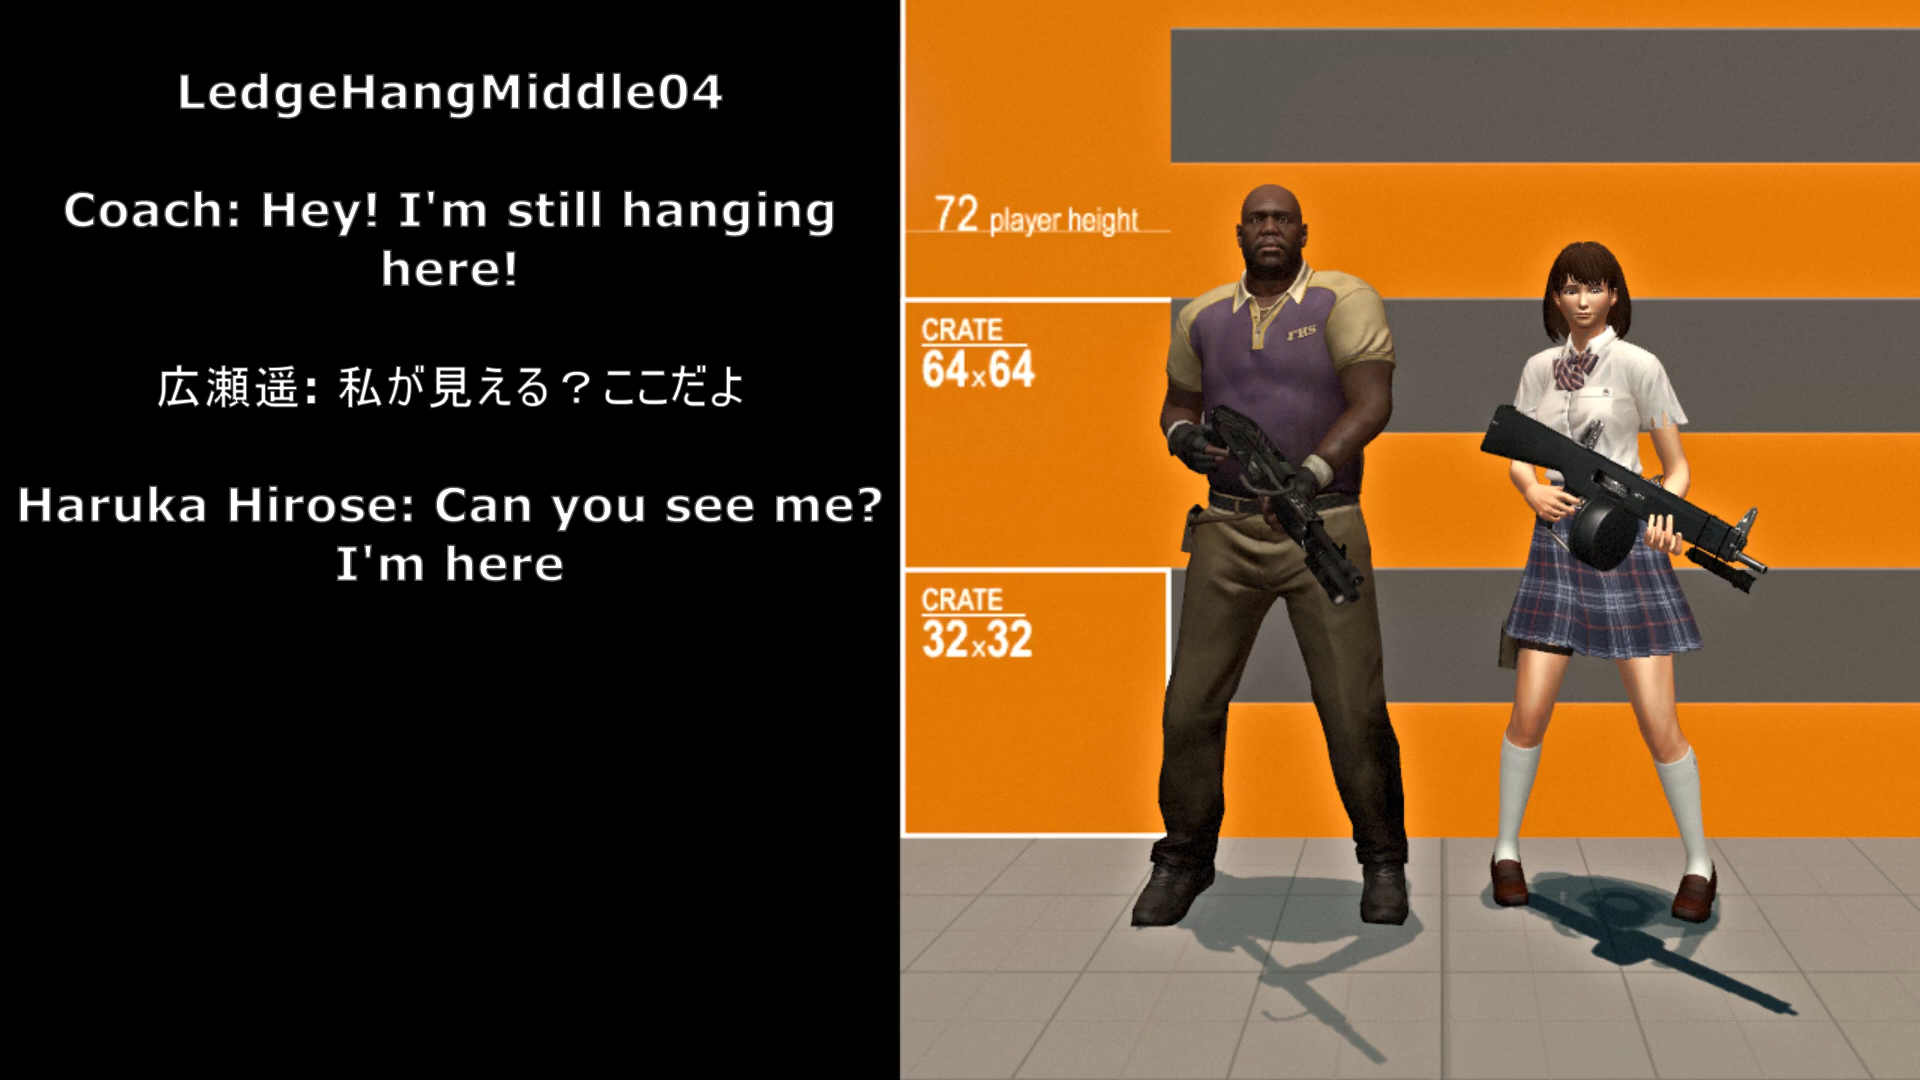 LedgeHangMiddle04
Coach: Hey! I'm still hanging
here!
広瀬遥: 私が見える？ここだよ
Haruka Hirose: Can you see me?
I'm here
72 player height
CRATE
64x64
CRATE
32x32